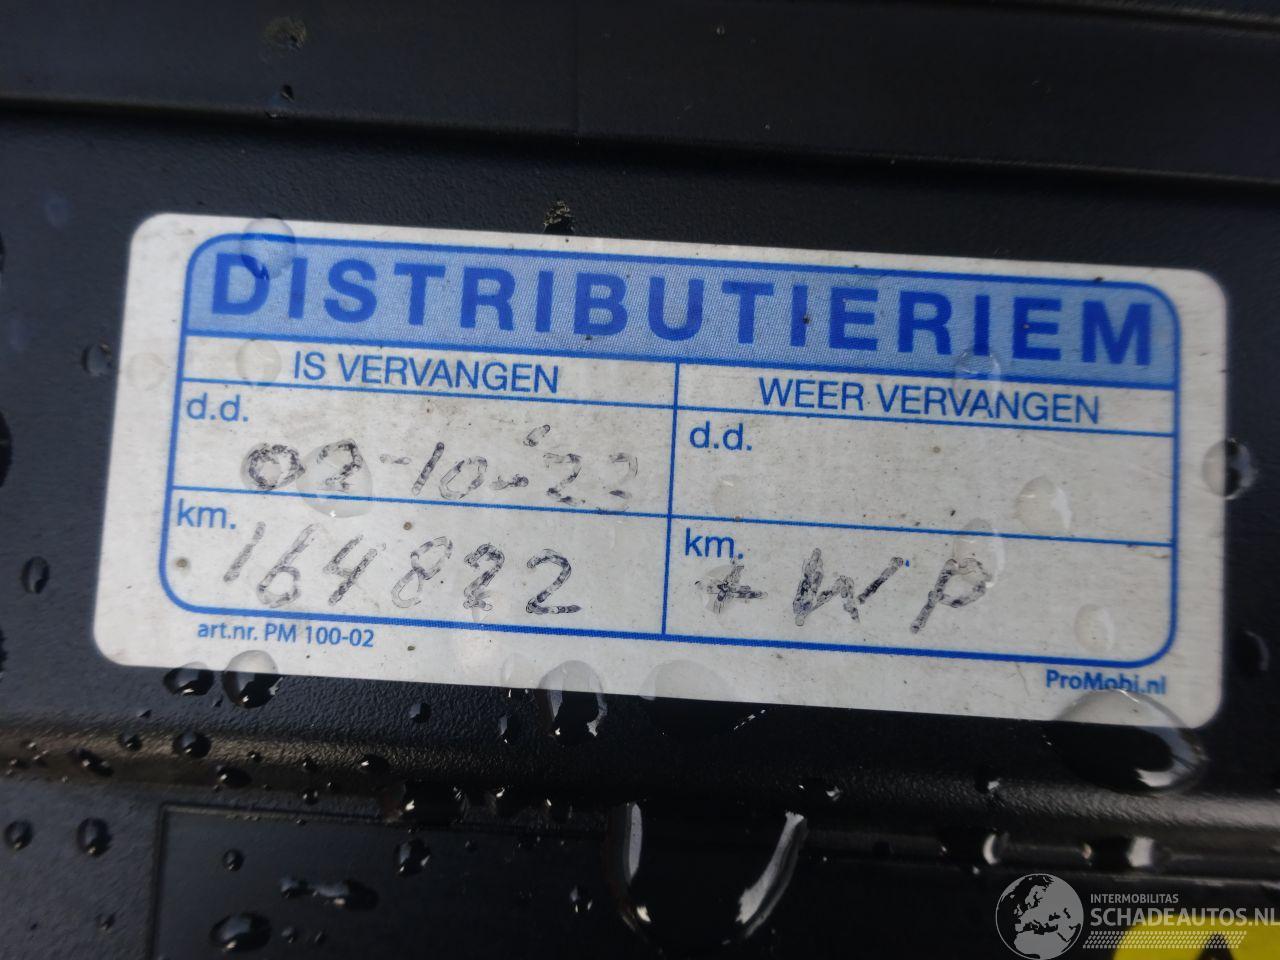 DISTRIBUTIERIEM
IS VERVANGEN
WEER VERVANGEN
d.d.
02-10-'23
d.d.
km.
164822
km.
+ WP
art.nr. PM 100-02
ProMobi.nl
INTERMOBILITAS
SCHADEAUTOS.NL